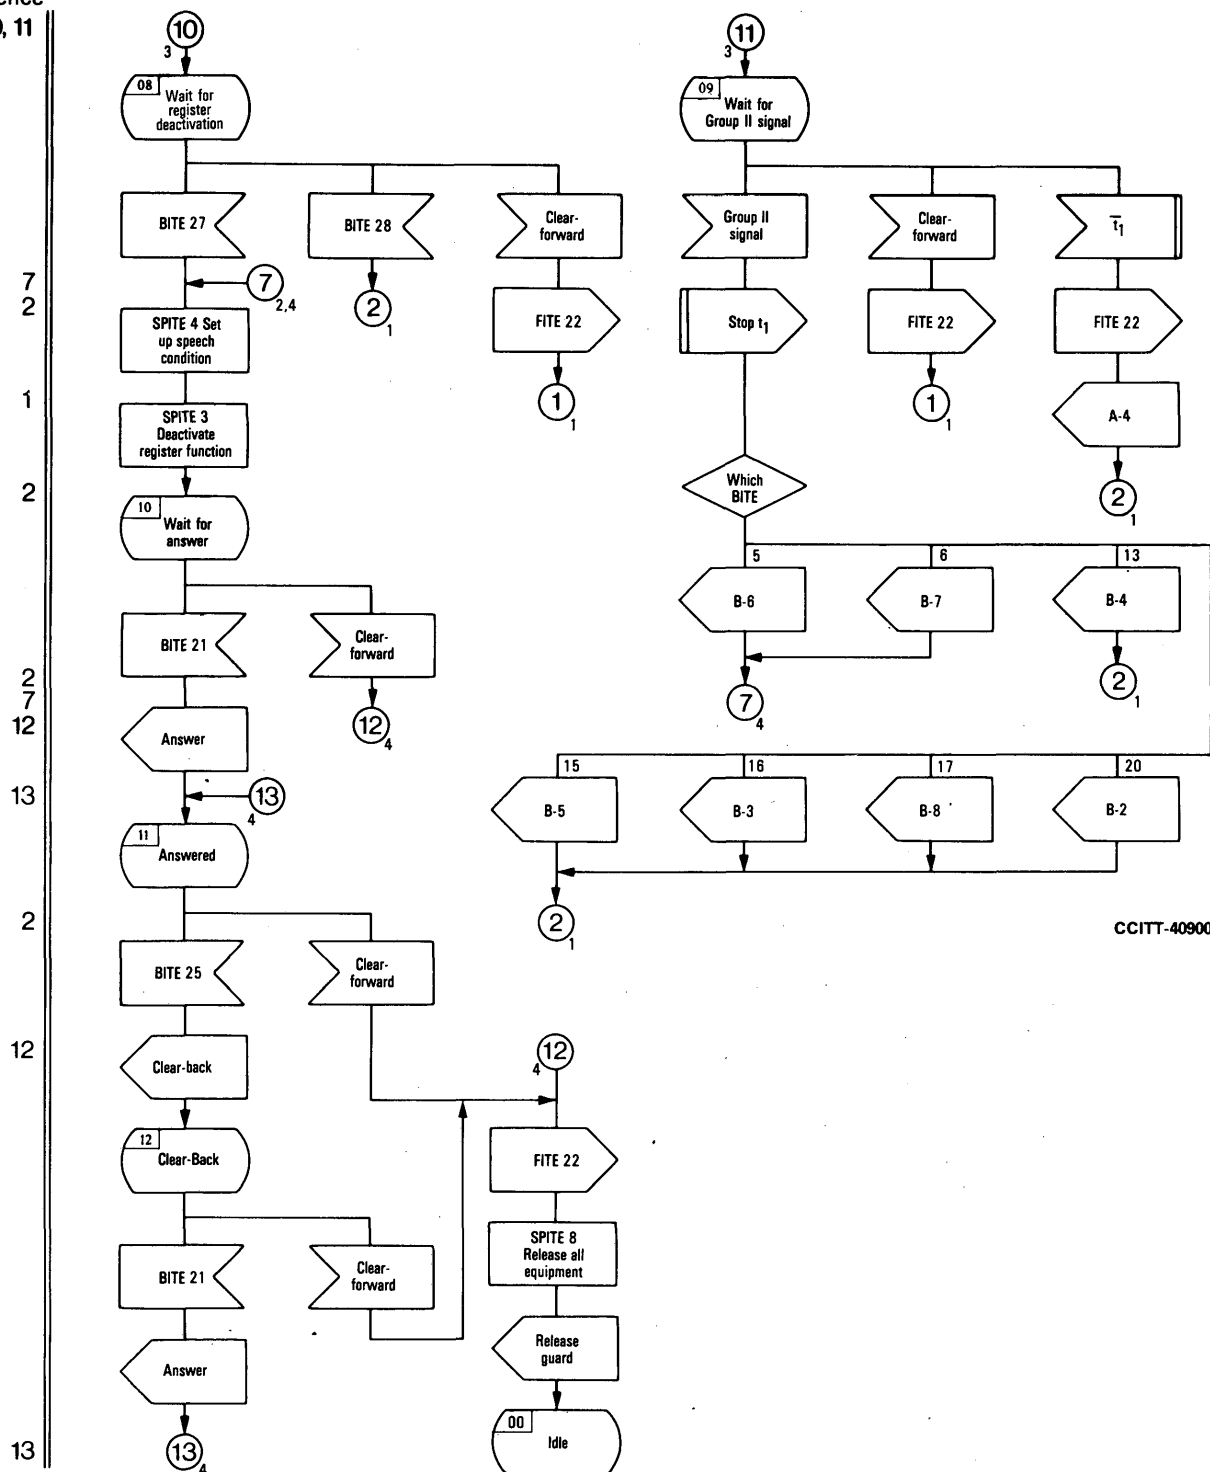 0, 11
10
3
08
Wait for
register
deactivation
BITE 27
BITE 28
Clear-
forward
7
7
2,4
2
SPITE 4 Set
up speech
condition
2
1
FITE 22
1
1
1
SPITE 3
Deactivate
register function
2
10
Wait for
answer
BITE 21
Clear-
forward
2
7
12
Answer
12
4
13
13
4
11
Answered
2
BITE 25
Clear-
forward
12
Clear-back
12
Clear-Back
BITE 21
Clear-
forward
Answer
13
13
4
12
4
FITE 22
SPITE 8
Release all
equipment
Release
guard
00
Idle
11
3
09
Wait for
Group II signal
Group II
signal
Clear-
forward
t1
Stop t1
FITE 22
FITE 22
1
1
A-4
2
1
Which
BITE
5
6
13
B-6
B-7
B-4
7
4
2
1
15
16
17
20
B-5
B-3
B-8
B-2
2
1
CCITT-40900